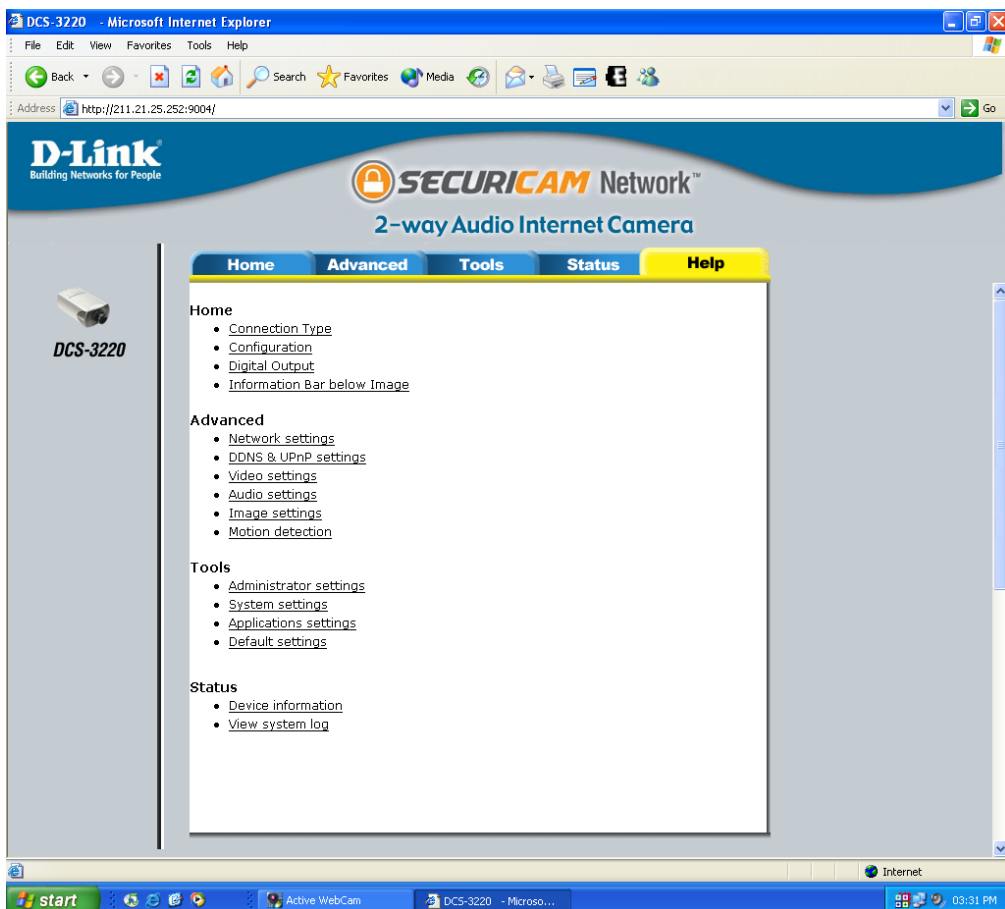 DCS-3220 - Microsoft Internet Explorer
File Edit View Favorites Tools Help
Back Search Favorites Media
Address http://211.21.25.252:9004/ Go
D-Link®
Building Networks for People
SECURICAM Network™
2-way Audio Internet Camera
Home Advanced Tools Status Help
DCS-3220
Home
Connection Type
Configuration
Digital Output
Information Bar below Image
Advanced
Network settings
DDNS & UPnP settings
Video settings
Audio settings
Image settings
Motion detection
Tools
Administrator settings
System settings
Applications settings
Default settings
Status
Device information
View system log
Internet
start Active WebCam DCS-3220 - Microso... 03:31 PM